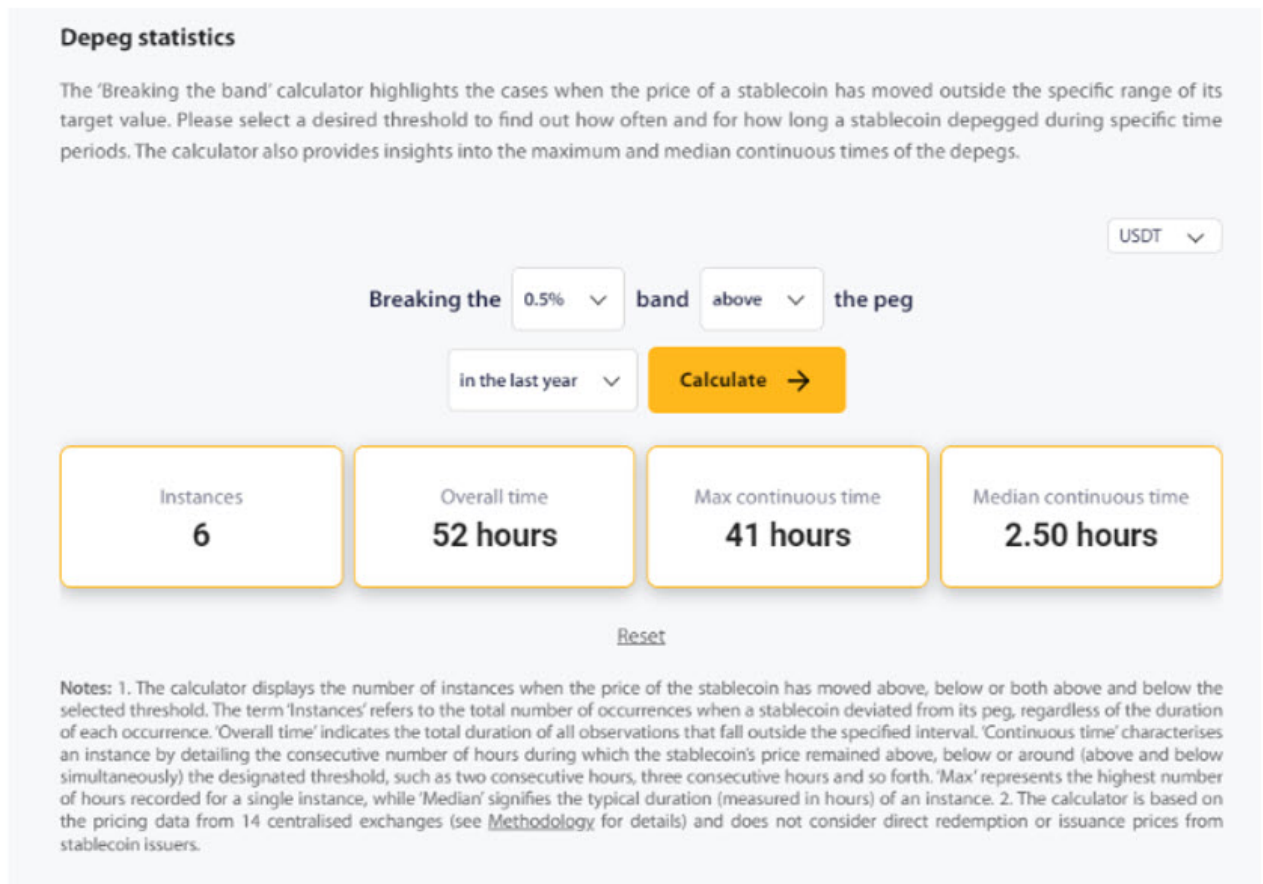 Depeg statistics
The 'Breaking the band' calculator highlights the cases when the price of a stablecoin has moved outside the specific range of its
target value. Please select a desired threshold to find out how often and for how long a stablecoin depegged during specific time
periods. The calculator also provides insights into the maximum and median continuous times of the depegs.
USDT
Breaking the 0.5% band above the peg
in the last year Calculate →
Instances Overall time Max continuous time Median continuous time
6 52 hours 41 hours 2.50 hours
Reset
Notes: 1. The calculator displays the number of instances when the price of the stablecoin has moved above, below or both above and below the
selected threshold. The term 'Instances' refers to the total number of occurrences when a stablecoin deviated from its peg, regardless of the duration
of each occurrence. 'Overall time' indicates the total duration of all observations that fall outside the specified interval. 'Continuous time' characterises
an instance by detailing the consecutive number of hours during which the stablecoin's price remained above, below or around (above and below
simultaneously) the designated threshold, such as two consecutive hours, three consecutive hours and so forth. 'Max' represents the highest number
of hours recorded for a single instance, while 'Median' signifies the typical duration (measured in hours) of an instance. 2. The calculator is based on
the pricing data from 14 centralised exchanges (see Methodology for details) and does not consider direct redemption or issuance prices from
stablecoin issuers.